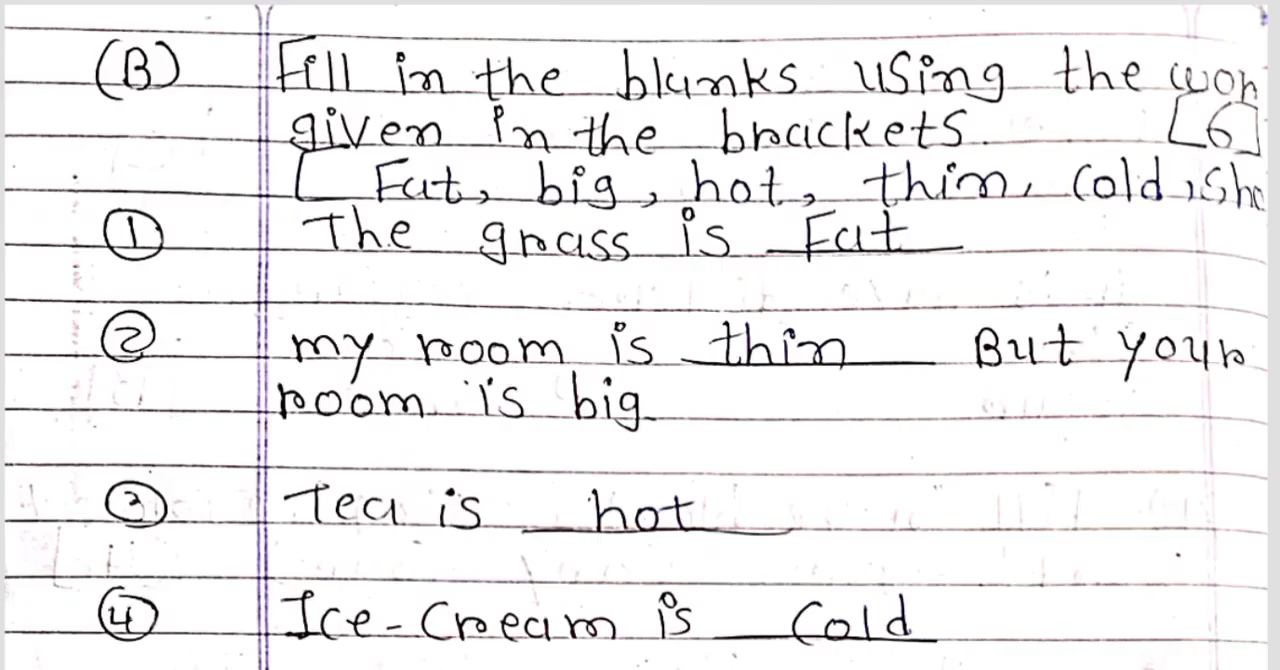 (B) Fill in the blanks using the wor
given in the brackets. [6]
[ Fat, big, hot, thin, Cold, Sho
① The grass is Fat
② my room is thin But your
room is big.
③ Tea is hot
④ Ice-Cream is Cold